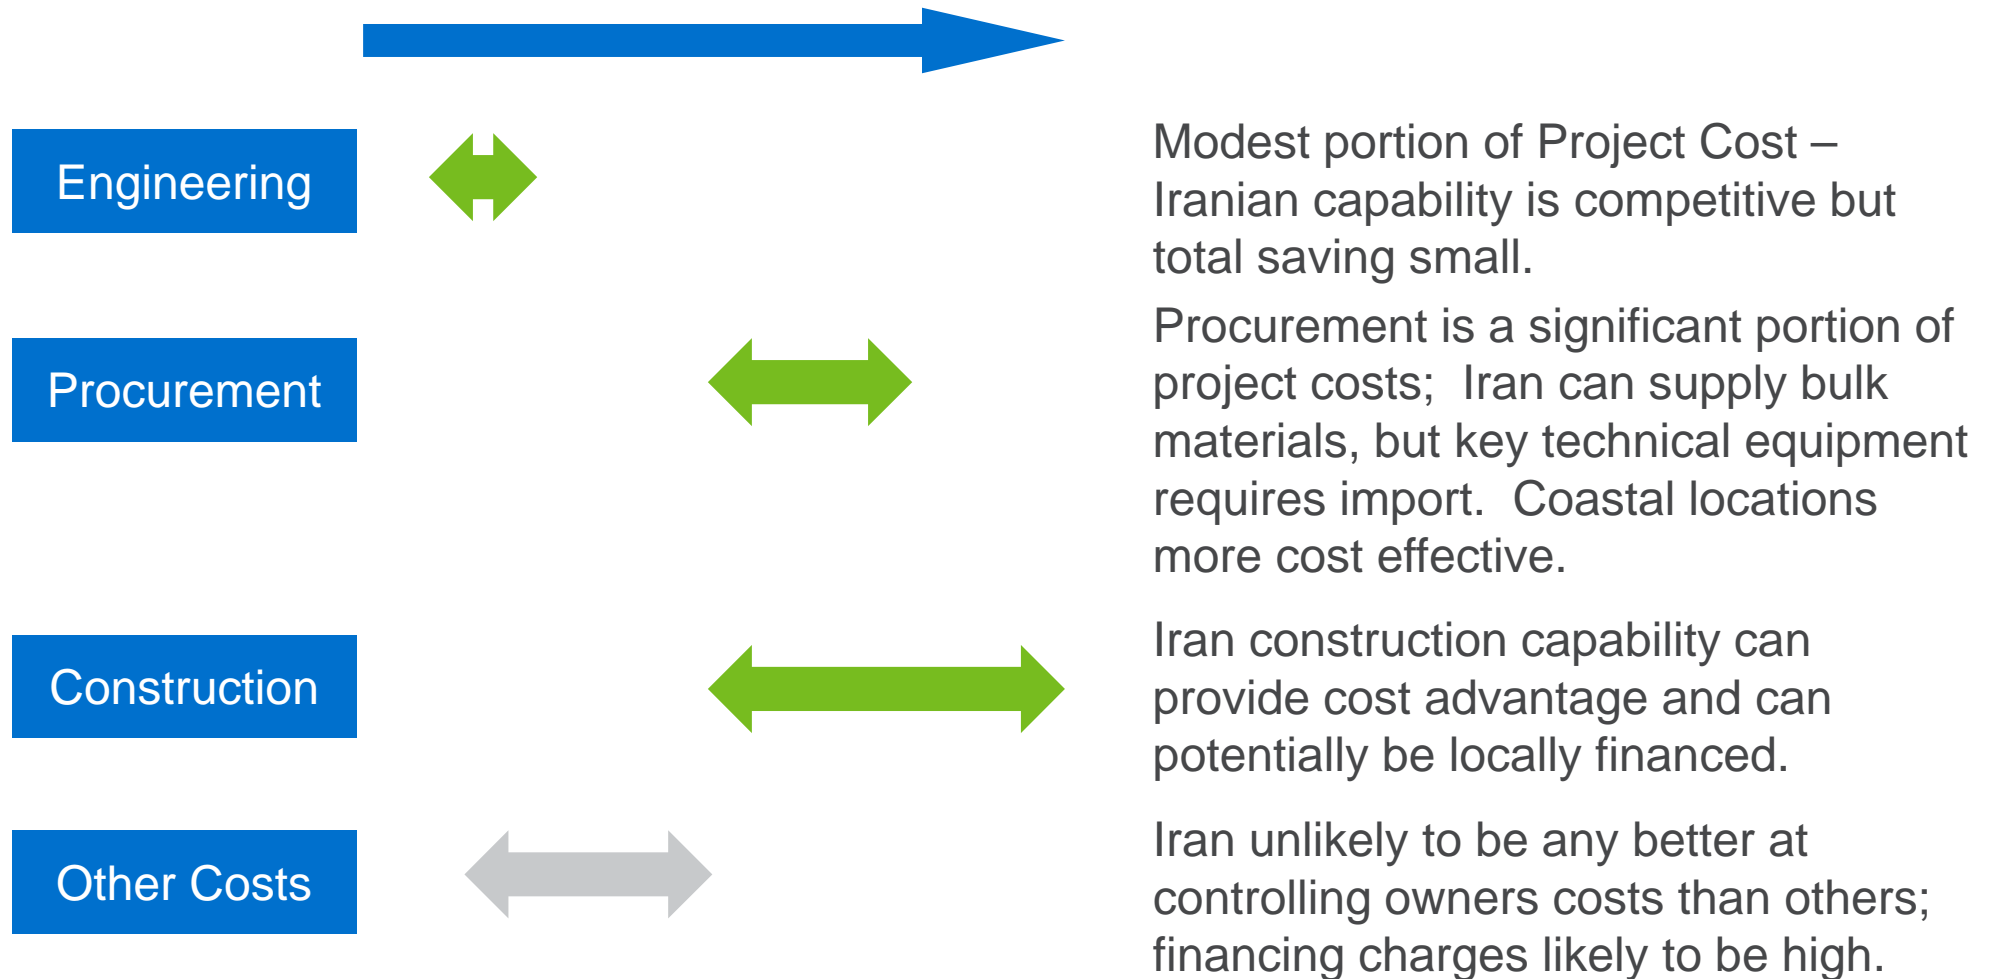 Engineering
Modest portion of Project Cost –
Iranian capability is competitive but
total saving small.
Procurement
Procurement is a significant portion of
project costs;  Iran can supply bulk
materials, but key technical equipment
requires import.  Coastal locations
more cost effective.
Construction
Iran construction capability can
provide cost advantage and can
potentially be locally financed.
Other Costs
Iran unlikely to be any better at
controlling owners costs than others;
financing charges likely to be high.